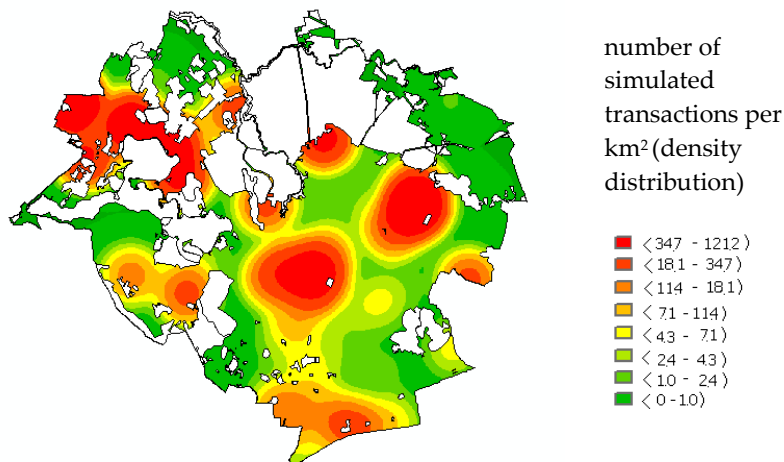 number of
simulated
transactions per
km² (density
distribution)
< 34.7 - 121.2 )
< 18.1 - 34.7 )
< 11.4 - 18.1 )
< 7.1 - 11.4 )
< 4.3 - 7.1 )
< 2.4 - 4.3 )
< 1.0 - 2.4 )
< 0 - 1.0 )